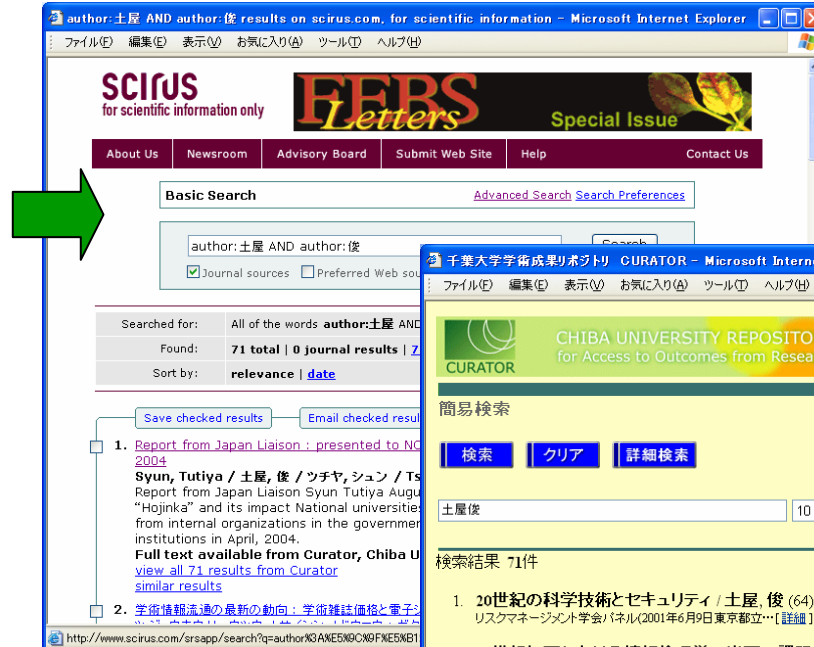 author:土屋 AND author:俊 results on scirus.com, for scientific information - Microsoft Internet Explorer
ファイル(F) 編集(E) 表示(V) お気に入り(A) ツール(T) ヘルプ(H)
SCIRUS
for scientific information only
FEBS
Letters
Special Issue
About Us Newsroom Advisory Board Submit Web Site Help Contact Us
Basic Search Advanced Search Search Preferences
author:土屋 AND author:俊 Search
Journal sources Preferred Web sou
Searched for: All of the words author:土屋 AND
Found: 71 total | 0 journal results | 7
Sort by: relevance | date
Save checked results Email checked resul
1. Report from Japan Liaison : presented to NC
2004
Syun, Tutiya / 土屋, 俊 / ツチヤ, シュン / Ts
Report from Japan Liaison Syun Tutiya Augu
"Hojinka" and its impact National universities
from internal organizations in the governmen
institutions in April, 2004.
Full text available from Curator, Chiba U
view all 71 results from Curator
similar results
2. 学術情報流通の最新の動向 : 学術雑誌価格と電子
http://www.scirus.com/srsapp/search?q=author%3A%E5%9C%9F%E5%B1
千葉大学学術成果リポジトリ CURATOR - Microsoft Intern
ファイル(F) 編集(E) 表示(V) お気に入り(A) ツール(T) ヘルプ(H)
CURATOR
CHIBA UNIVERSITY REPOSITO
for Access to Outcomes from Resea
簡易検索
検索 クリア 詳細検索
土屋俊 10
検索結果 71件
1. 20世紀の科学技術とセキュリティ / 土屋, 俊 (64)
リスクマネージメント学会パネル(2001年6月9日東京都立…[詳細]